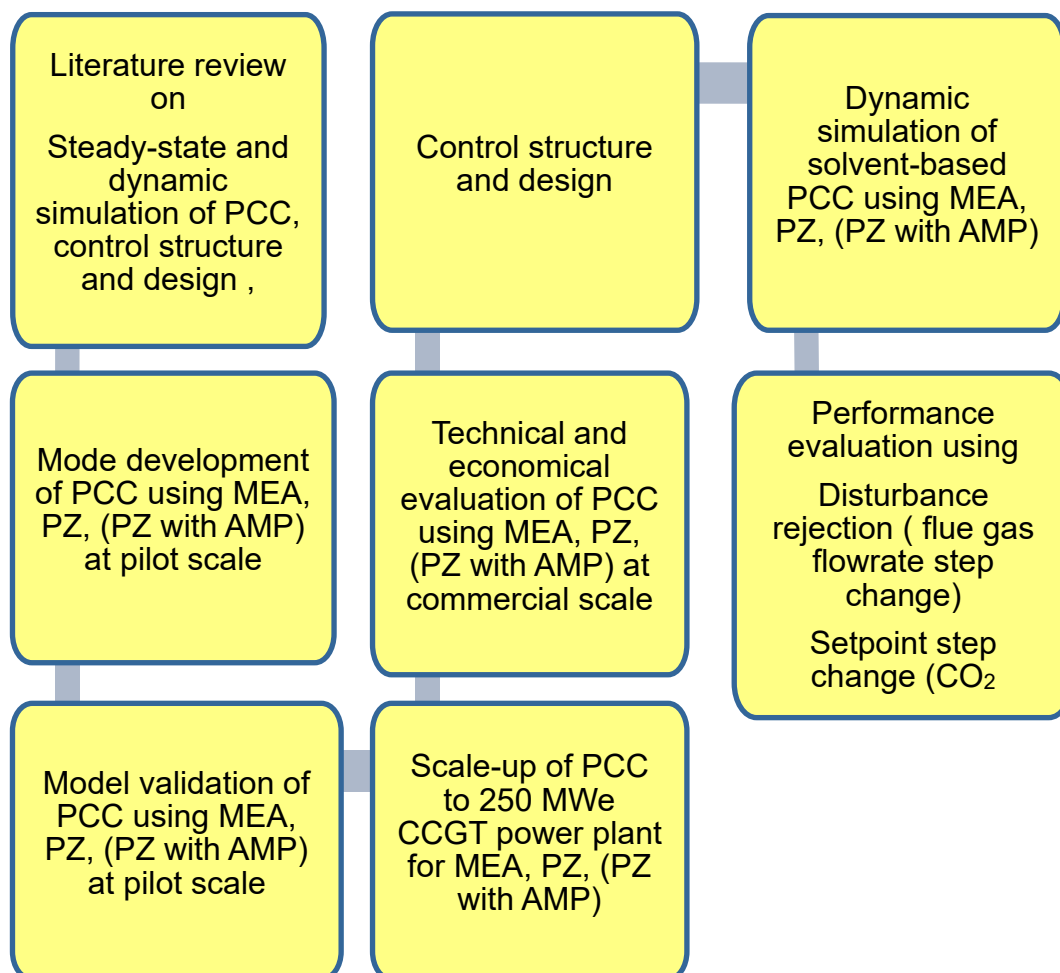 Literature review
on
Steady-state and
dynamic
simulation of PCC,
control structure
and design ,
Mode development
of PCC using MEA,
PZ, (PZ with AMP)
at pilot scale
Model validation of
PCC using MEA,
PZ, (PZ with AMP)
at pilot scale
Scale-up of PCC
to 250 MWe
CCGT power plant
for MEA, PZ, (PZ
with AMP)
Technical and
economical
evaluation of PCC
using MEA, PZ,
(PZ with AMP) at
commercial scale
Control structure
and design
Dynamic
simulation of
solvent-based
PCC using MEA,
PZ, (PZ with AMP)
Performance
evaluation using
Disturbance
rejection ( flue gas
flowrate step
change)
Setpoint step
change (CO₂